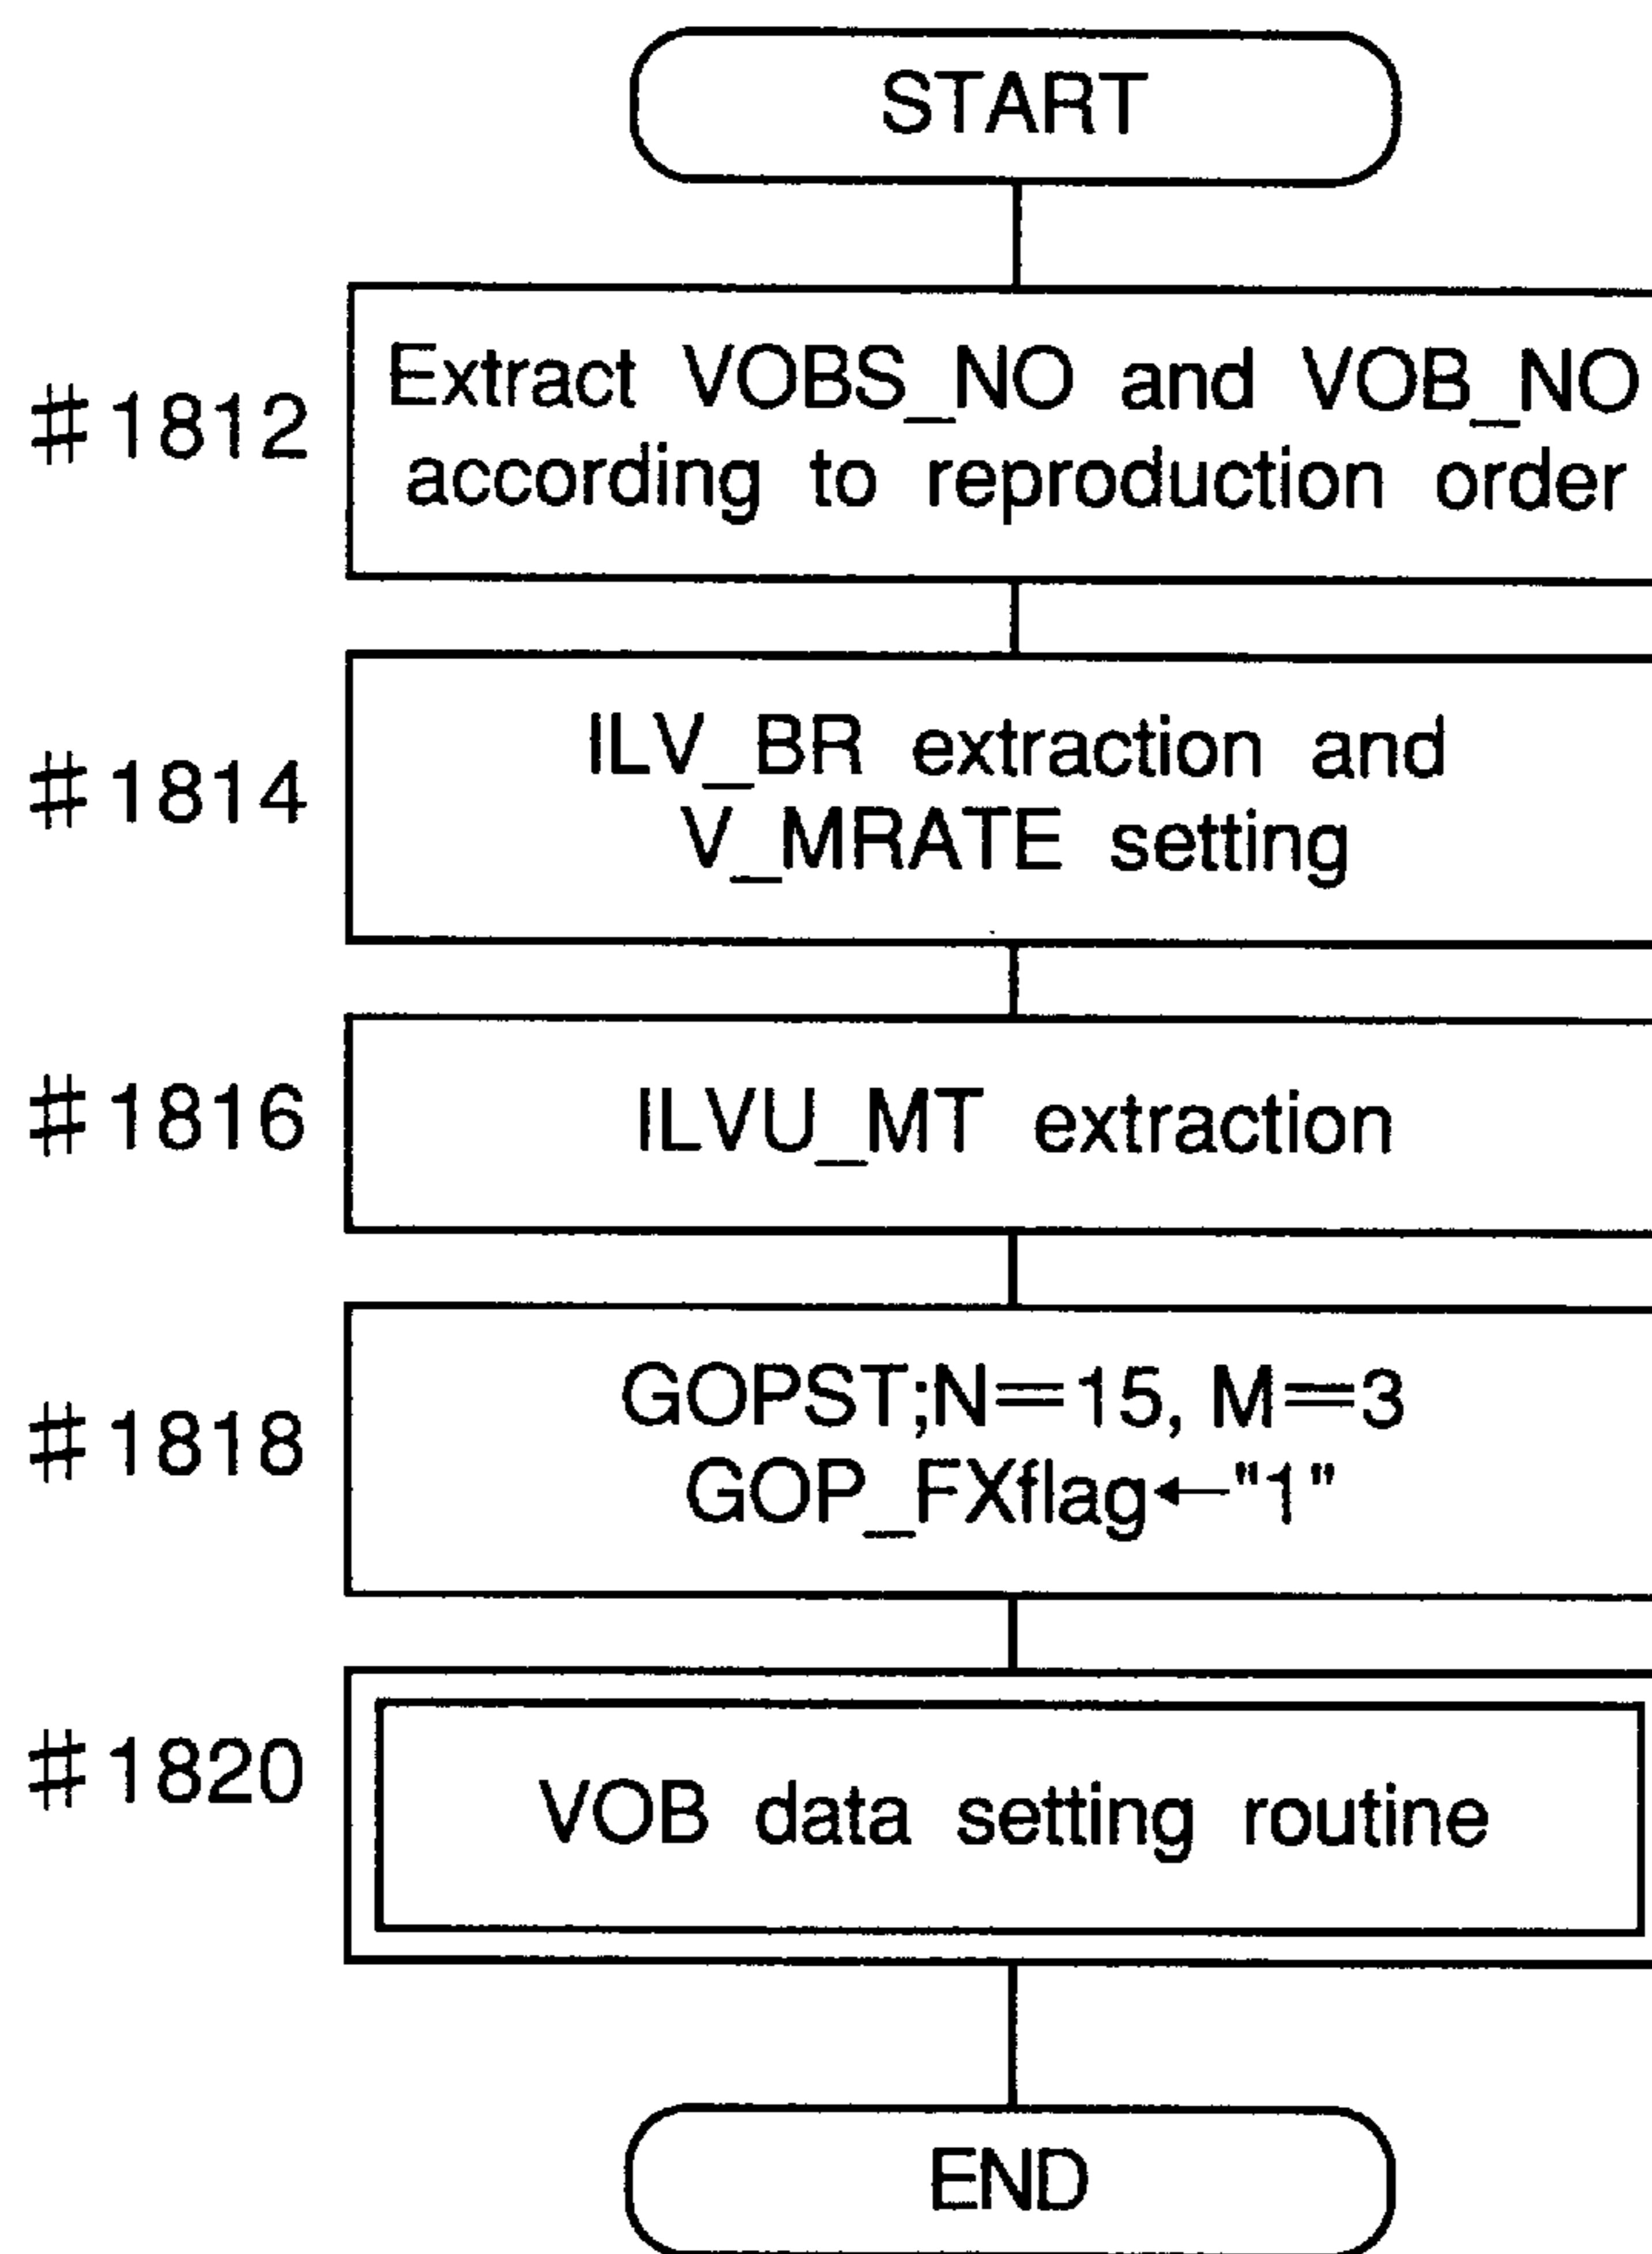 START
#1812
Extract VOBS_NO and VOB_NO
according to reproduction order
#1814
ILV_BR extraction and
V_MRATE setting
#1816
ILVU_MT extraction
#1818
GOPST;N=15, M=3
GOP_FXflag←"1"
#1820
VOB data setting routine
END